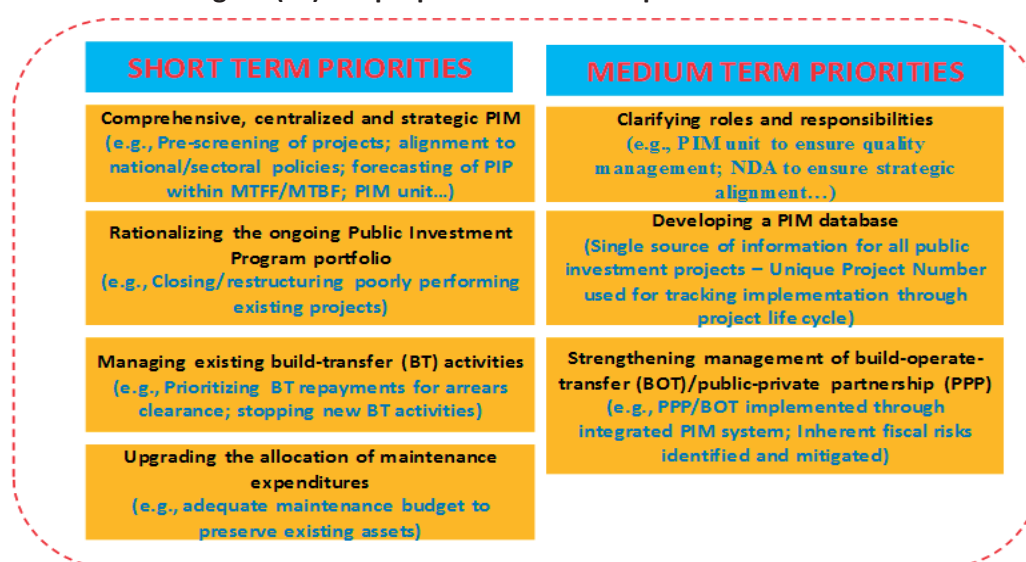 SHORT TERM PRIORITIES
Comprehensive, centralized and strategic PIM
(e.g., Pre-screening of projects; alignment to
national/sectoral policies; forecasting of PIP
within MTFF/MTBF; PIM unit...)
Rationalizing the ongoing Public Investment
Program portfolio
(e.g., Closing/restructuring poorly performing
existing projects)
Managing existing build-transfer (BT) activities
(e.g., Prioritizing BT repayments for arrears
clearance; stopping new BT activities)
Upgrading the allocation of maintenance
expenditures
(e.g., adequate maintenance budget to
preserve existing assets)
MEDIUM TERM PRIORITIES
Clarifying roles and responsibilities
(e.g., PIM unit to ensure quality
management; NDA to ensure strategic
alignment...)
Developing a PIM database
(Single source of information for all public
investment projects – Unique Project Number
used for tracking implementation through
project life cycle)
Strengthening management of build-operate-
transfer (BOT)/public-private partnership (PPP)
(e.g., PPP/BOT implemented through
integrated PIM system; Inherent fiscal risks
identified and mitigated)